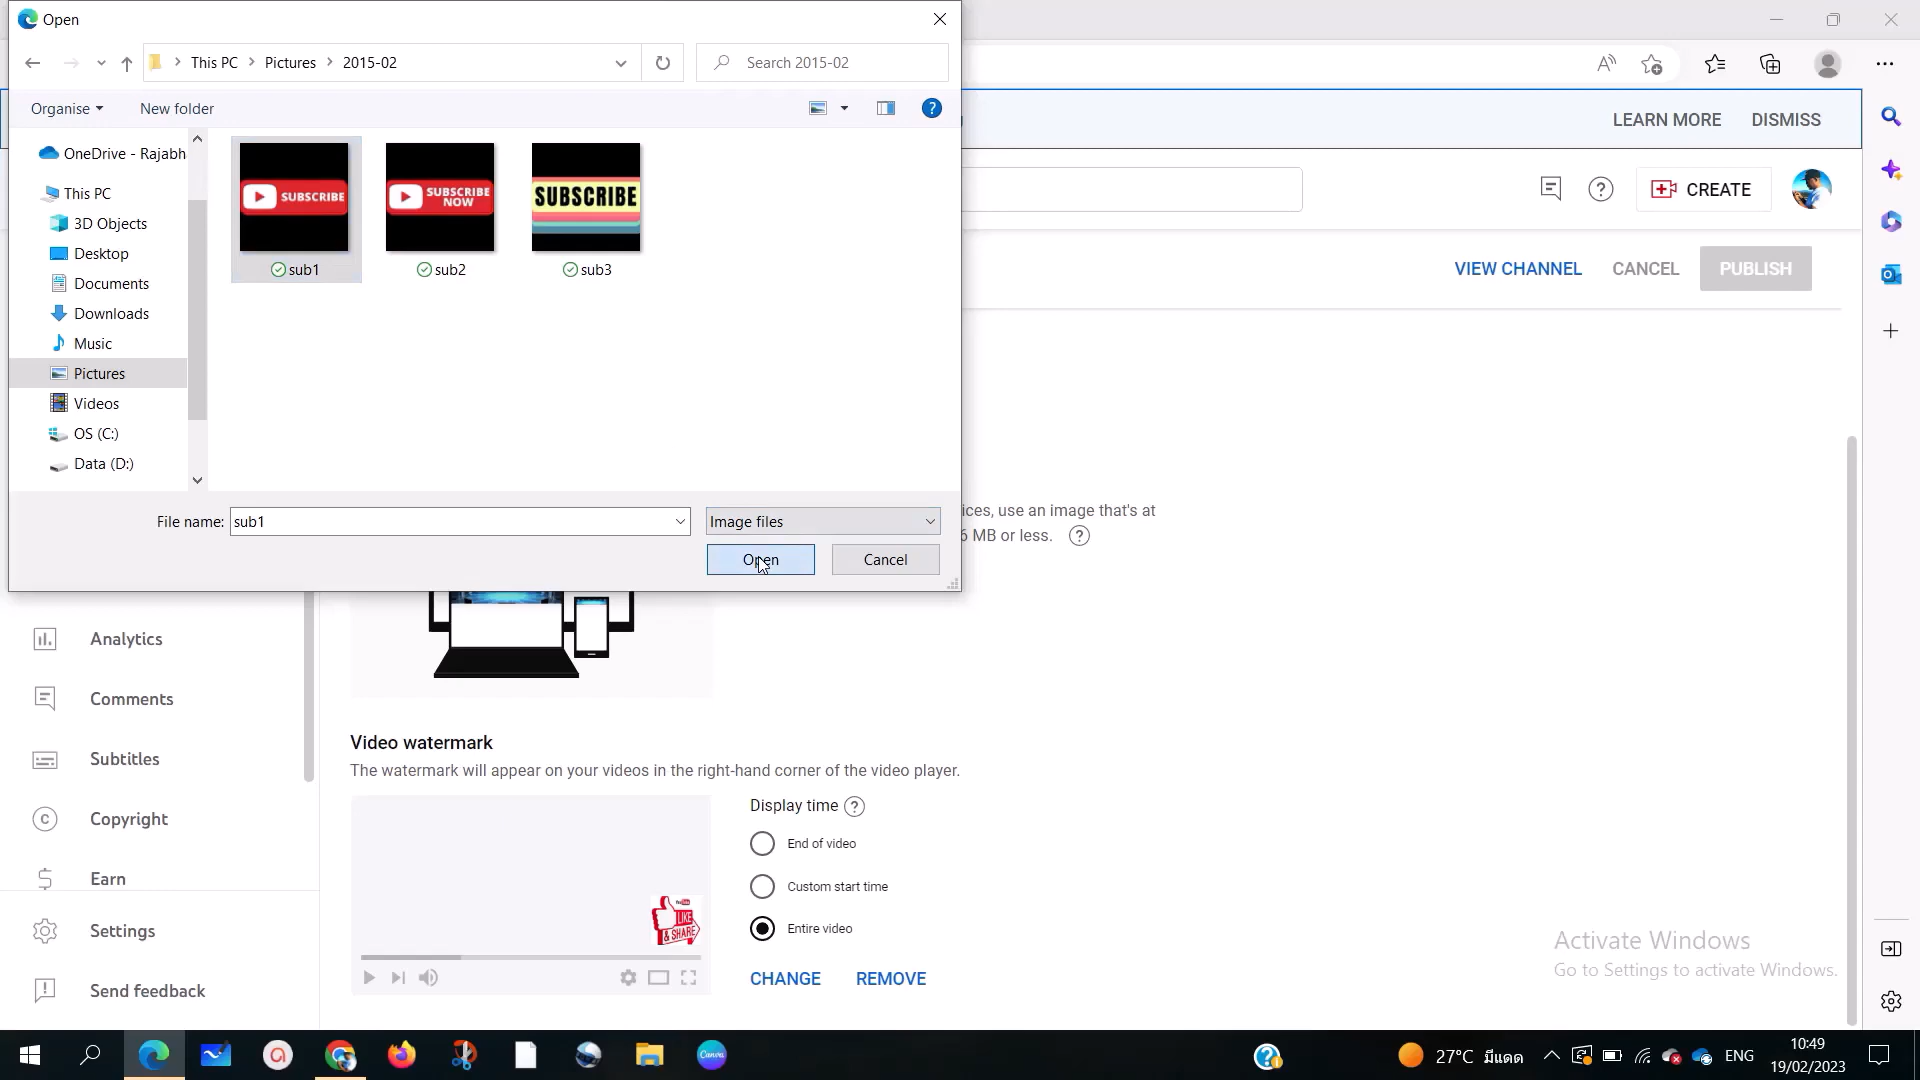 Open
This PC
Pictures
2015-02
Search 2015-02
Organise
New folder
OneDrive - Rajabh
This PC
3D Objects
Desktop
Documents
Downloads
Music
Pictures
Videos
OS (C:)
Data (D:)
SUBSCRIBE
SUBSCRIBE
NOW
SUBSCRIBE
sub1
sub2
sub3
File name:
sub1
Image files
Open
Cancel
LEARN MORE
DISMISS
CREATE
VIEW CHANNEL
CANCEL
PUBLISH
ices, use an image that's at
6 MB or less.
Analytics
Comments
Subtitles
Copyright
Earn
Settings
Send feedback
Video watermark
The watermark will appear on your videos in the right-hand corner of the video player.
Display time
End of video
Custom start time
Entire video
CHANGE
REMOVE
YouTube
LIKE
& SHARE
Activate Windows
Go to Settings to activate Windows.
Canva
27°C มีแดด
ENG
10:49
19/02/2023